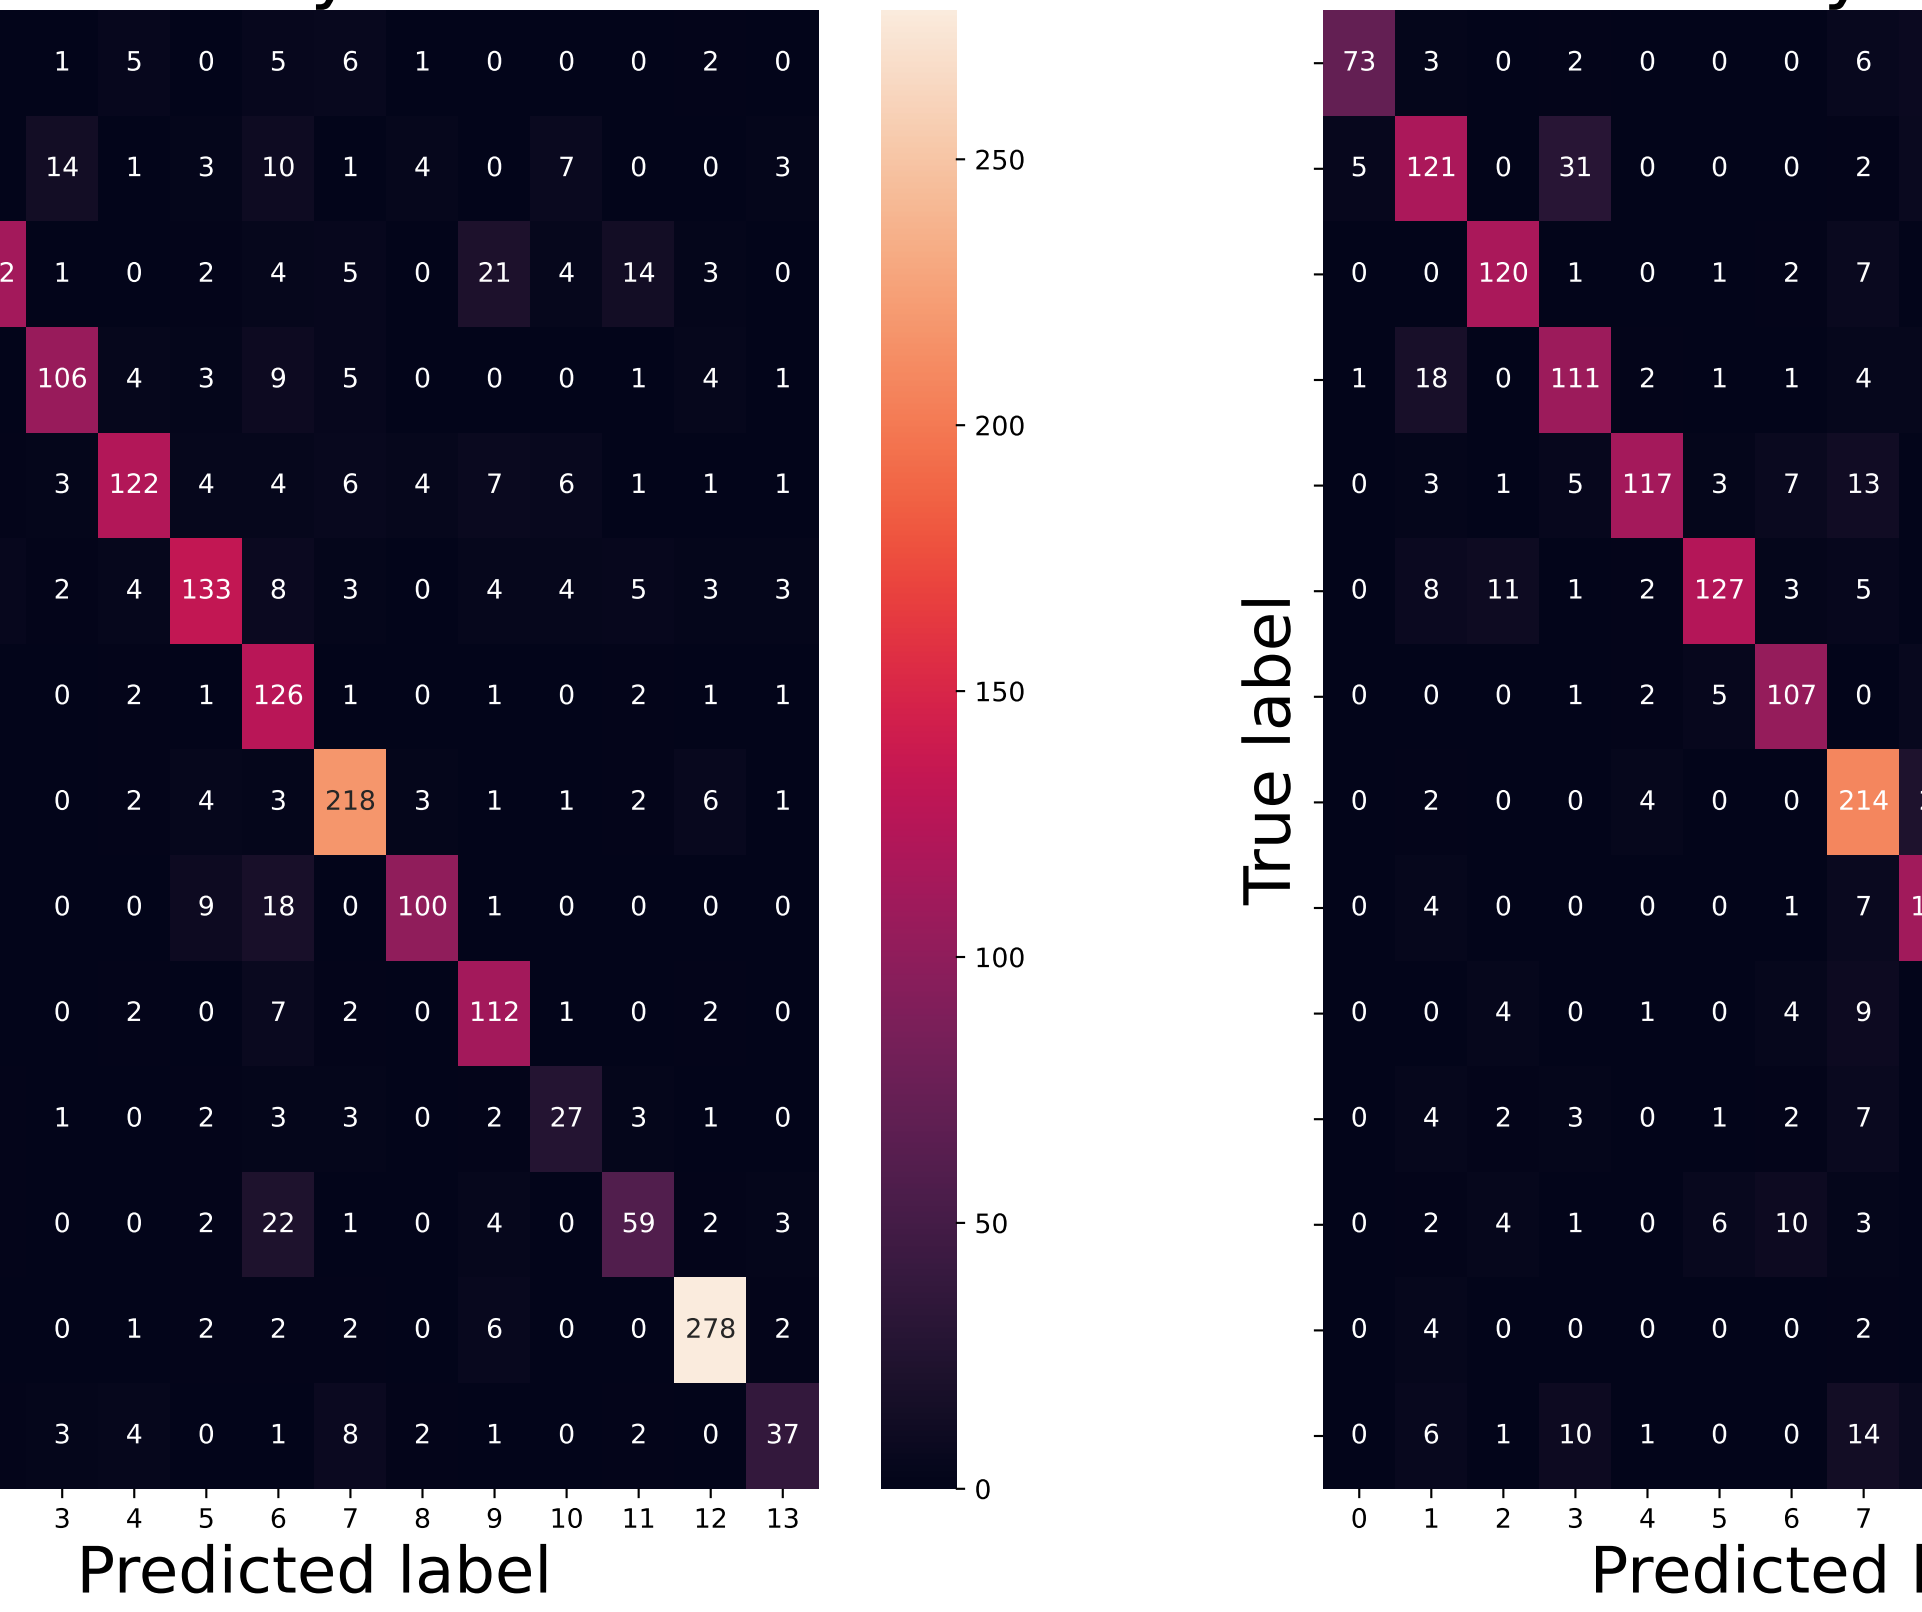 1 5 0 5 6 1 0 0 0 2 0
14 1 3 10 1 4 0 7 0 0 3
2 1 0 2 4 5 0 21 4 14 3 0
106 4 3 9 5 0 0 0 1 4 1
3 122 4 4 6 4 7 6 1 1 1
2 4 133 8 3 0 4 4 5 3 3
0 2 1 126 1 0 1 0 2 1 1
0 2 4 3 218 3 1 1 2 6 1
0 0 9 18 0 100 1 0 0 0 0
0 2 0 7 2 0 112 1 0 2 0
1 0 2 3 3 0 2 27 3 1 0
0 0 2 22 1 0 4 0 59 2 3
0 1 2 2 2 0 6 0 0 278 2
3 4 0 1 8 2 1 0 2 0 37
3 4 5 6 7 8 9 10 11 12 13
Predicted label
250
200
150
100
50
0
True label
73 3 0 2 0 0 0 6
5 121 0 31 0 0 0 2
0 0 120 1 0 1 2 7
1 18 0 111 2 1 1 4
0 3 1 5 117 3 7 13
0 8 11 1 2 127 3 5
0 0 0 1 2 5 107 0
0 2 0 0 4 0 0 214
0 4 0 0 0 0 1 7 1
0 0 4 0 1 0 4 9
0 4 2 3 0 1 2 7
0 2 4 1 0 6 10 3
0 4 0 0 0 0 0 2
0 6 1 10 1 0 0 14
0 1 2 3 4 5 6 7
Predicted